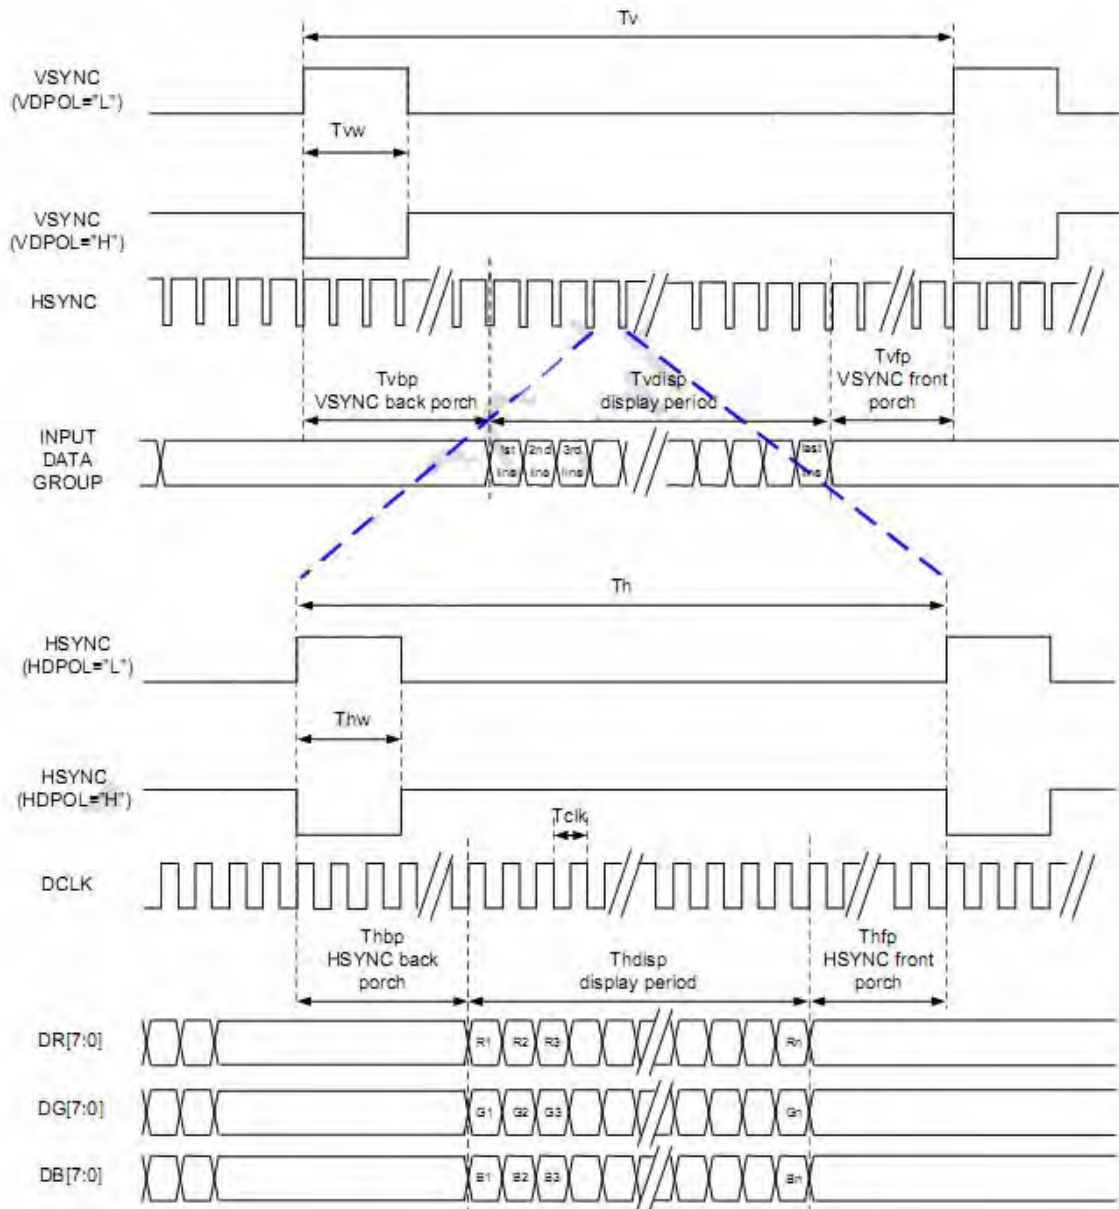 Tv
VSYNC
(VDPOL="L")
Tvw
VSYNC
(VDPOL="H")
HSYNC
Tvbp
VSYNC back porch
Tvdisp
display period
Tvfp
VSYNC front
porch
INPUT
DATA
GROUP
1st
line
2nd
line
3rd
line
last
line
Th
HSYNC
(HDPOL="L")
Thw
HSYNC
(HDPOL="H")
Tclk
DCLK
Thbp
HSYNC back
porch
Thdisp
display period
Thfp
HSYNC front
porch
DR[7:0]
R1 R2 R3 Rn
DG[7:0]
G1 G2 G3 Gn
DB[7:0]
B1 B2 B3 Bn